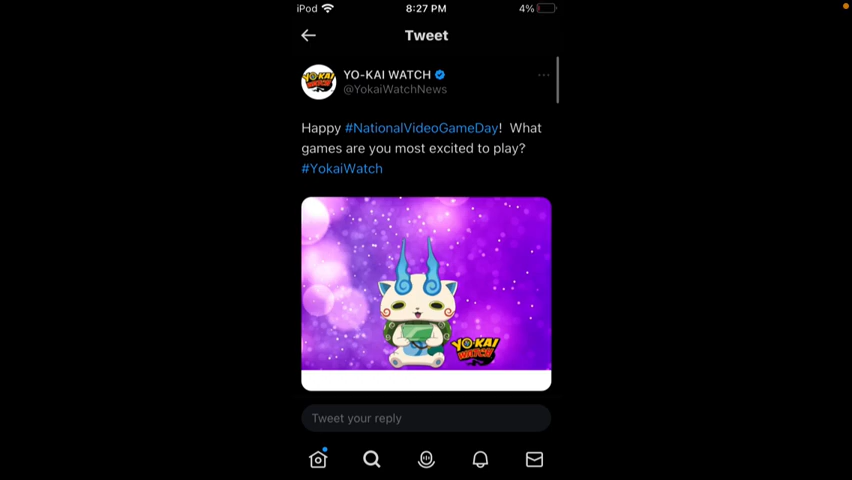 iPod 8:27 PM 4%
Tweet
YO-KAI WATCH
@YokaiWatchNews
Happy #NationalVideoGameDay! What
games are you most excited to play?
#YokaiWatch
YO-KAI
WATCH
Tweet your reply